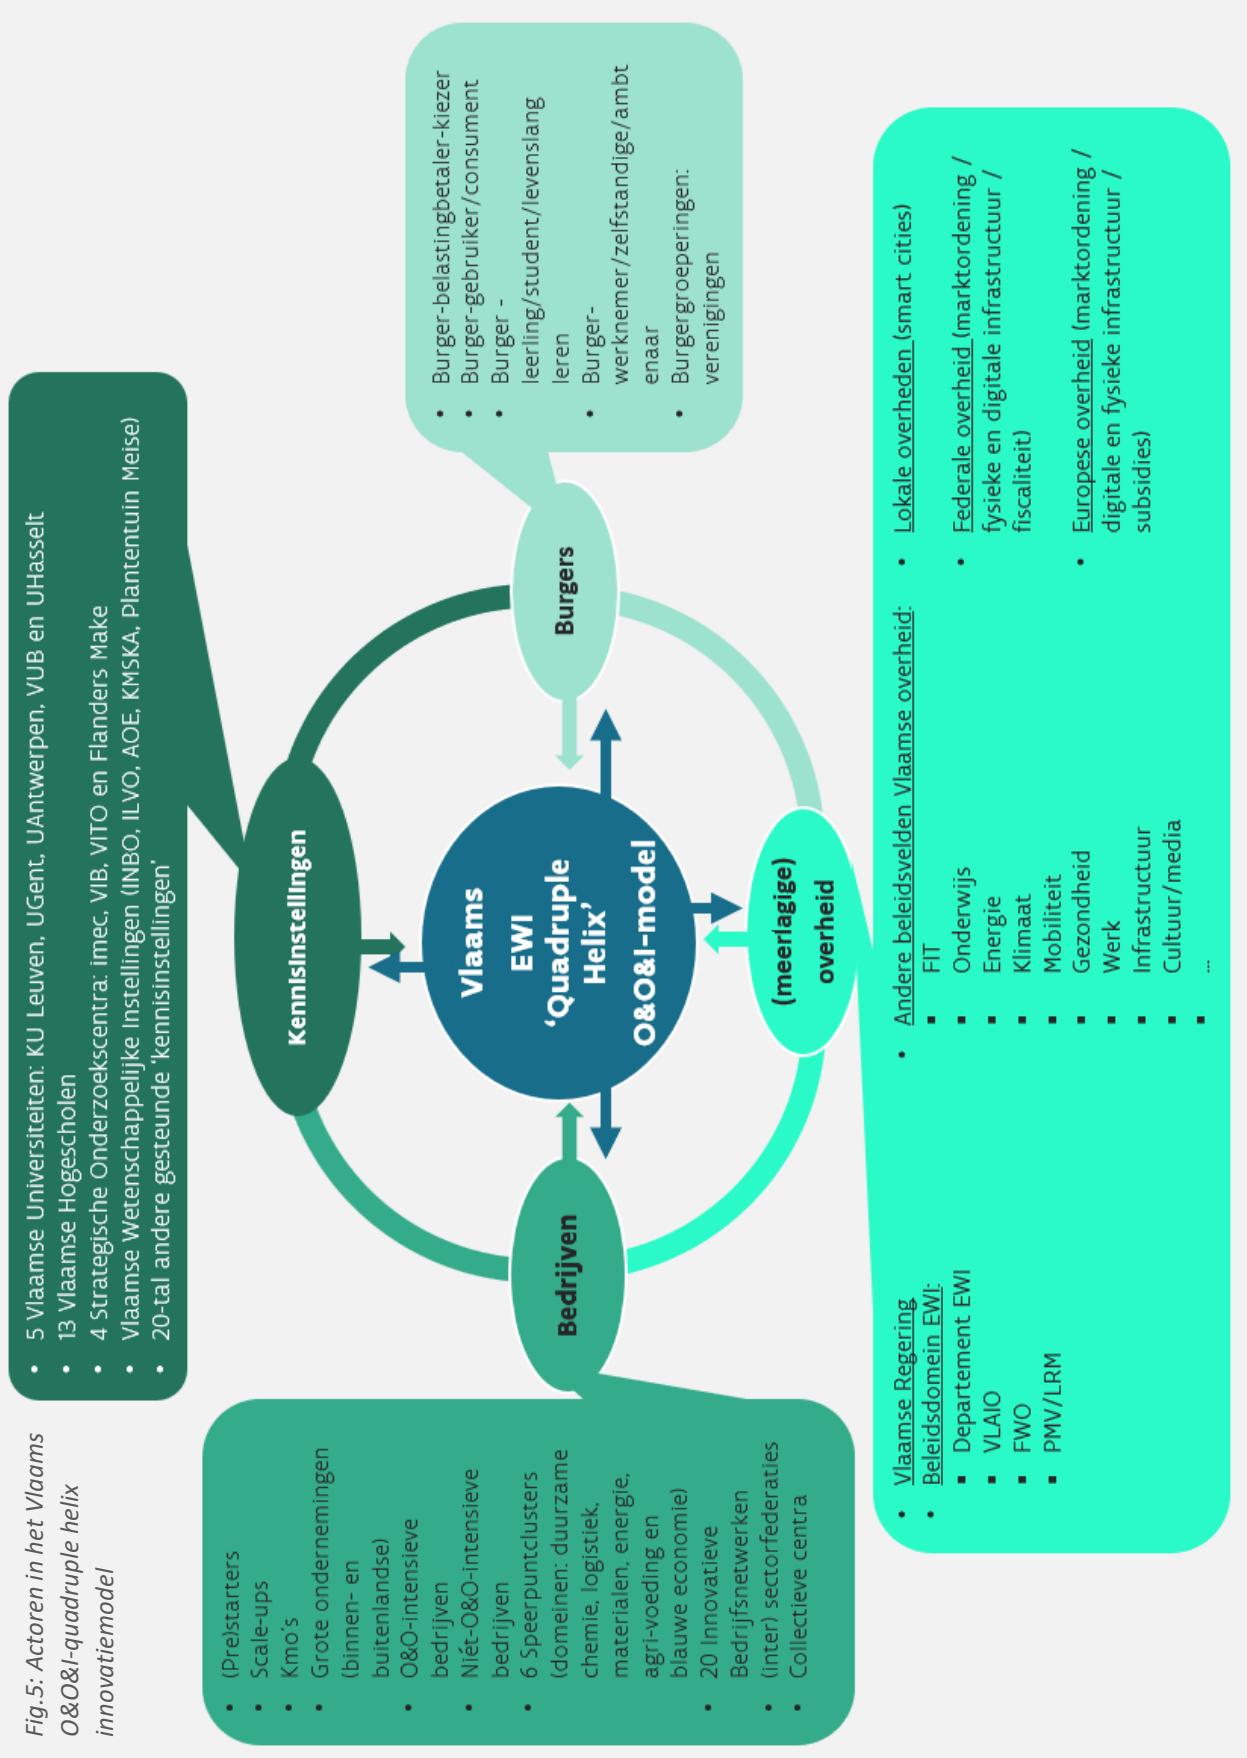 Fig.5: Actoren in het Vlaams
O&O&I-quadruple helix
innovatiemodel
• 5 Vlaamse Universiteiten: KU Leuven, UGent, UAntwerpen, VUB en UHasselt
• 13 Vlaamse Hogescholen
• 4 Strategische Onderzoekscentra: imec, VIB, VITO en Flanders Make
• Vlaamse Wetenschappelijke Instellingen (INBO, ILVO, AOE, KMSKA, Plantentuin Meise)
• 20-tal andere gesteunde ‘kennisinstellingen’
• (Pre)starters
• Scale-ups
• Kmo’s
• Grote ondernemingen
(binnen- en
buitenlandse)
• O&O-intensieve
bedrijven
• Niét-O&O-intensieve
bedrijven
• 6 Speerpuntclusters
(domeinen: duurzame
chemie, logistiek,
materialen, energie,
agri-voeding en
blauwe economie)
• 20 Innovatieve
Bedrijfsnetwerken
• (inter) sectorfederaties
• Collectieve centra
Kennisinstellingen
Bedrijven
Vlaams
EWI
‘Quadruple
Helix’
O&O&I-model
Burgers
(meerlagige)
overheid
• Burger-belastingbetaler-kiezer
• Burger-gebruiker/consument
• Burger -
leerling/student/levenslang
leren
• Burger-
werknemer/zelfstandige/ambt
enaar
• Burgergroeperingen:
verenigingen
• Vlaamse Regering
• Beleidsdomein EWI:
▪ Departement EWI
▪ VLAIO
▪ FWO
▪ PMV/LRM
• Andere beleidsvelden Vlaamse overheid:
▪ FIT
▪ Onderwijs
▪ Energie
▪ Klimaat
▪ Mobiliteit
▪ Gezondheid
▪ Werk
▪ Infrastructuur
▪ Cultuur/media
▪ ...
• Lokale overheden (smart cities)
• Federale overheid (marktordening /
fysieke en digitale infrastructuur /
fiscaliteit)
• Europese overheid (marktordening /
digitale en fysieke infrastructuur /
subsidies)